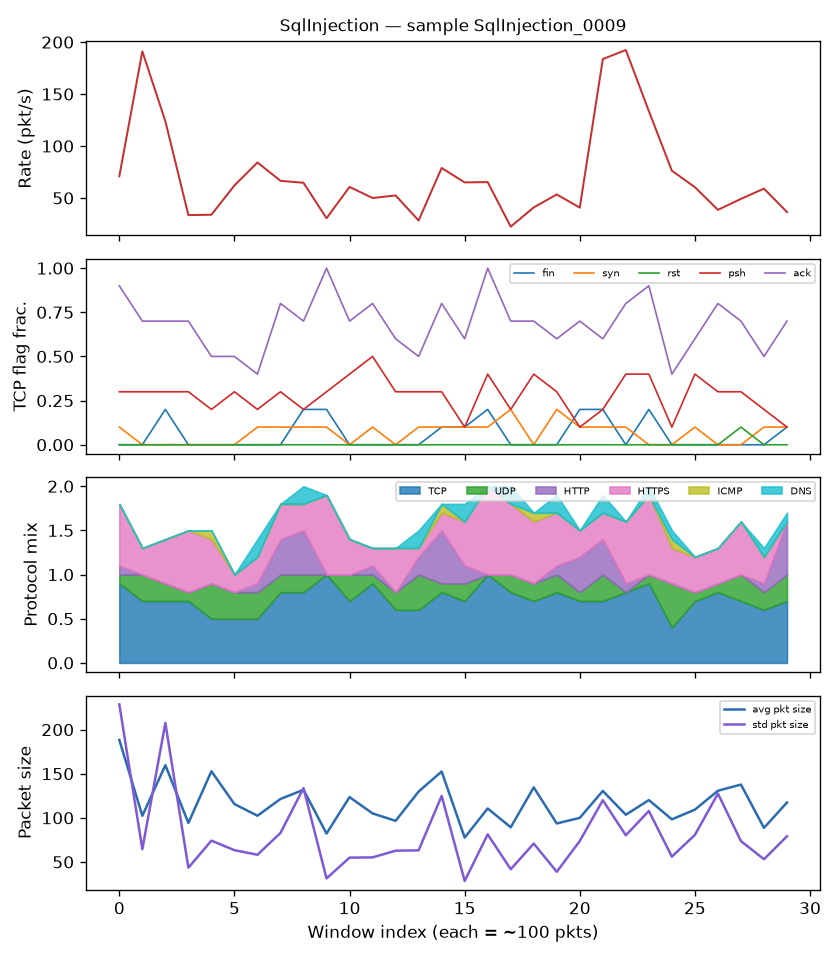 SqlInjection — sample SqlInjection_0009
Rate (pkt/s)
200
150
100
50
TCP flag frac.
1.00
0.75
0.50
0.25
0.00
fin syn rst psh ack
Protocol mix
2.0
1.5
1.0
0.5
0.0
TCP UDP HTTP HTTPS ICMP DNS
Packet size
200
150
100
50
avg pkt size
std pkt size
0 5 10 15 20 25 30
Window index (each = ~100 pkts)